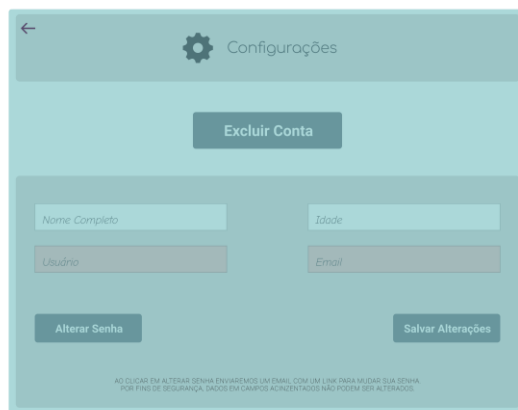 Configurações
Excluir Conta
Nome Completo
Idade
Usuário
Email
Alterar Senha
Salvar Alterações
AO CLICAR EM ALTERAR SENHA ENVIAREMOS UM EMAIL COM UM LINK PARA MUDAR SUA SENHA.
POR FINS DE SEGURANÇA, DADOS EM CAMPOS ACINZENTADOS NÃO PODEM SER ALTERADOS.